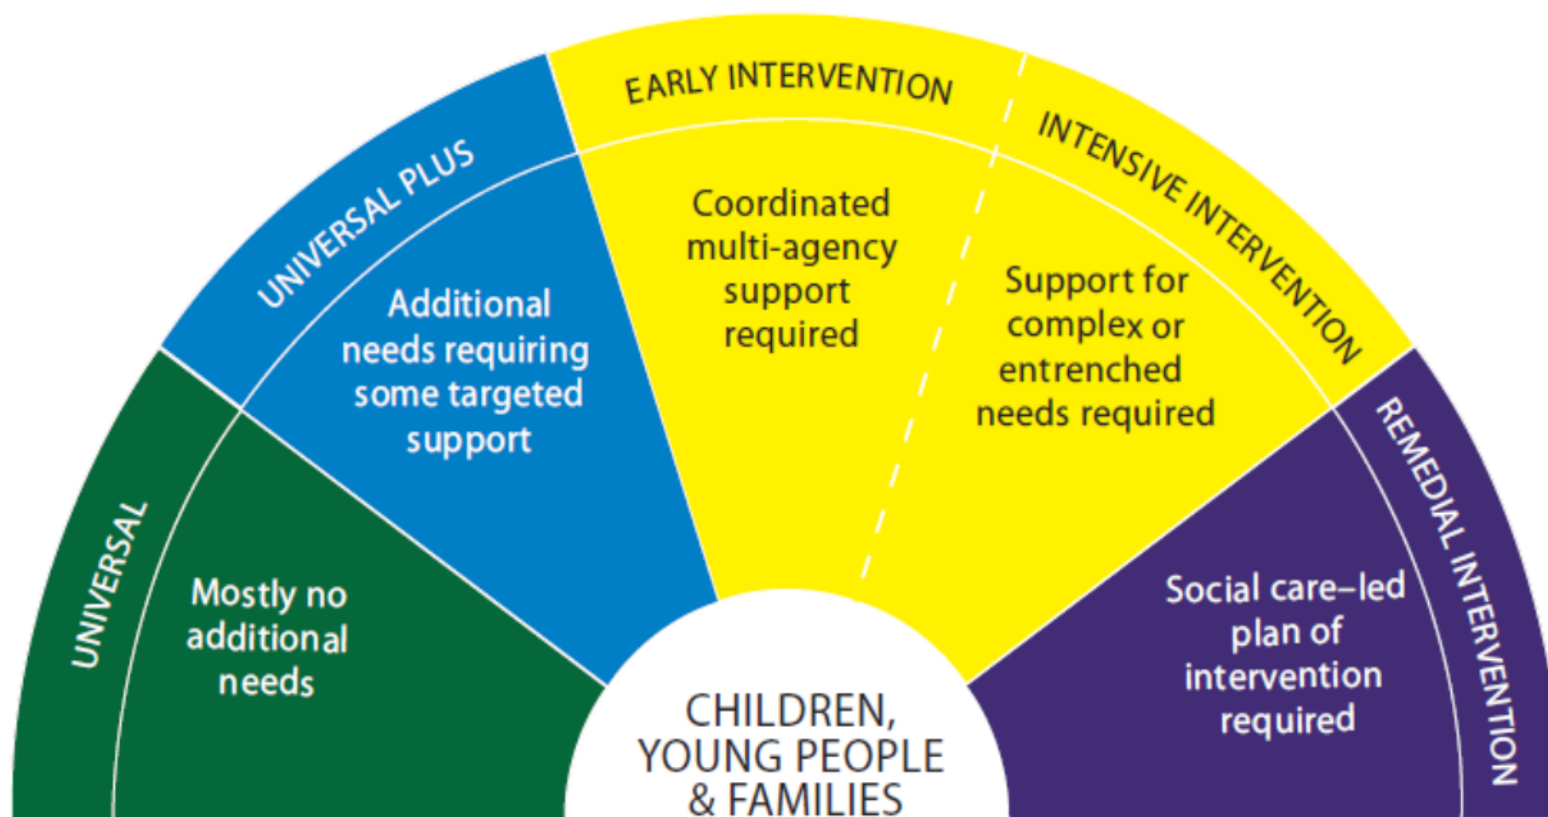 UNIVERSAL
Mostly no
additional
needs
UNIVERSAL PLUS
Additional
needs requiring
some targeted
support
EARLY INTERVENTION
Coordinated
multi-agency
support
required
INTENSIVE INTERVENTION
Support for
complex or
entrenched
needs required
REMEDIAL INTERVENTION
Social care–led
plan of
intervention
required
CHILDREN,
YOUNG PEOPLE
& FAMILIES